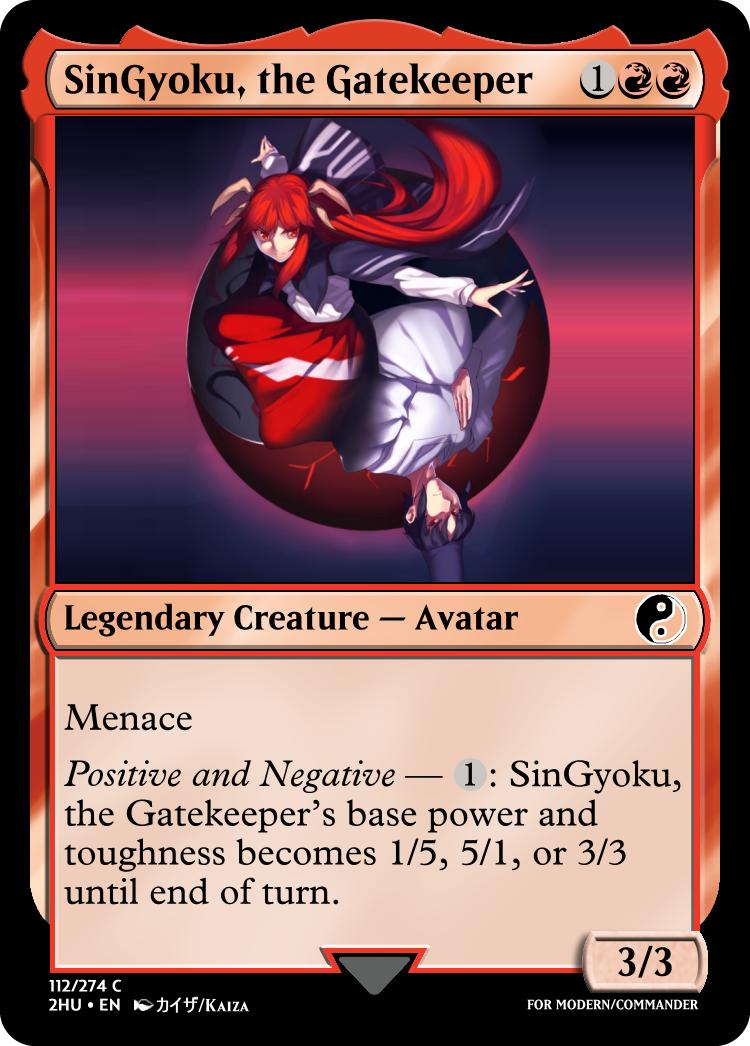 SinGyoku, the Gatekeeper 1
Legendary Creature — Avatar
Menace
Positive and Negative — 1: SinGyoku,
the Gatekeeper's base power and
toughness becomes 1/5, 5/1, or 3/3
until end of turn.
3/3
112/274 C
2HU • EN カイザ/Kaiza
FOR MODERN/COMMANDER